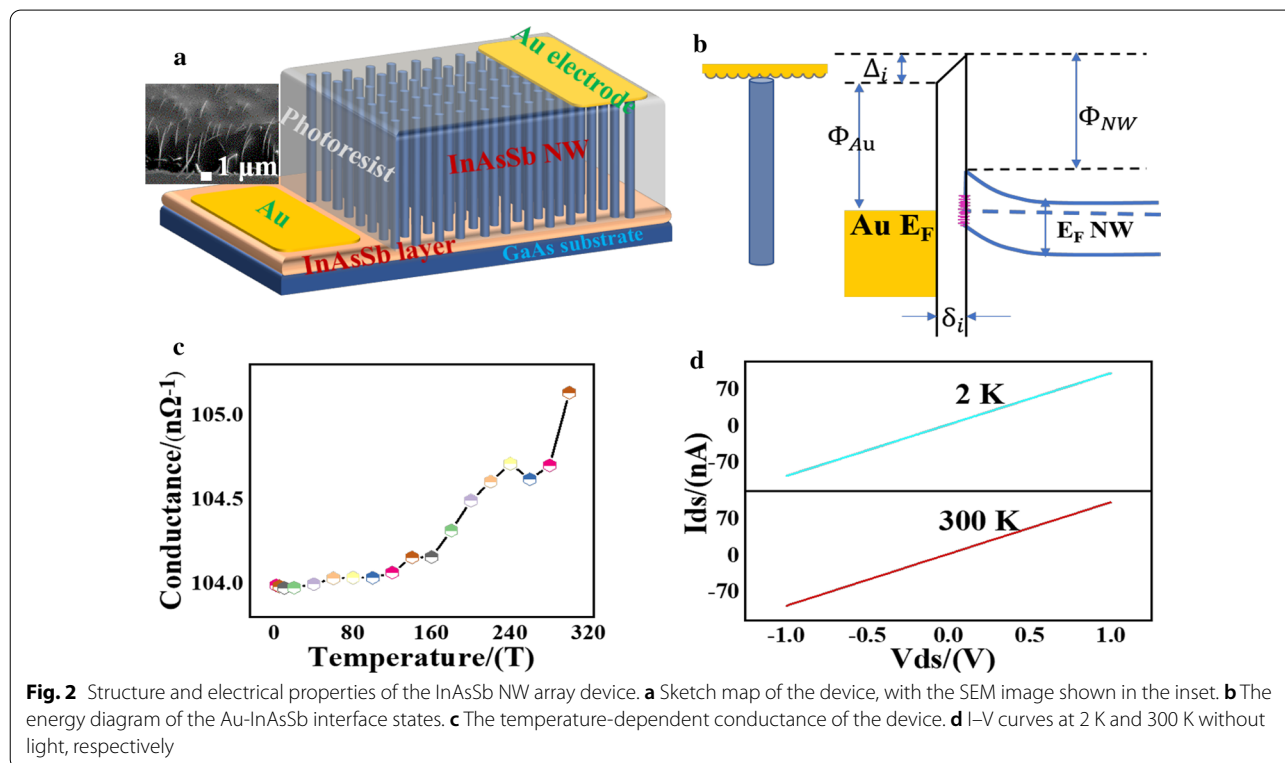 a
Au electrode
Photoresist
InAsSb NW
1 μm
Au
InAsSb layer
GaAs substrate
b
Δi
ΦAu
ΦNW
Au EF
EF NW
δi
c
Conductance/(nΩ-1)
105.0
104.5
104.0
0 80 160 240 320
Temperature/(T)
d
Ids/(nA)
70
0
-70
2 K
70
0
-70
300 K
-1.0 -0.5 0.0 0.5 1.0
Vds/(V)
Fig. 2 Structure and electrical properties of the InAsSb NW array device. a Sketch map of the device, with the SEM image shown in the inset. b The
energy diagram of the Au-InAsSb interface states. c The temperature-dependent conductance of the device. d I–V curves at 2 K and 300 K without
light, respectively